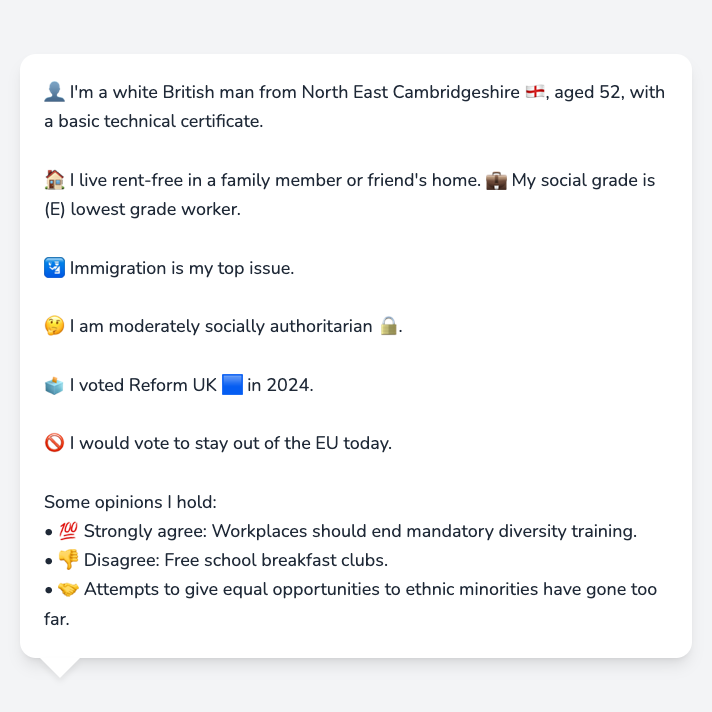 👤 I'm a white British man from North East Cambridgeshire 🏴󠁧󠁢󠁥󠁮󠁧󠁿, aged 52, with
a basic technical certificate.
🏠 I live rent-free in a family member or friend's home. 💼 My social grade is
(E) lowest grade worker.
🛂 Immigration is my top issue.
🤔 I am moderately socially authoritarian 🔒.
🗳️ I voted Reform UK 🟦 in 2024.
🚫 I would vote to stay out of the EU today.
Some opinions I hold:
• 💯 Strongly agree: Workplaces should end mandatory diversity training.
• 👎 Disagree: Free school breakfast clubs.
• 🤝 Attempts to give equal opportunities to ethnic minorities have gone too
far.